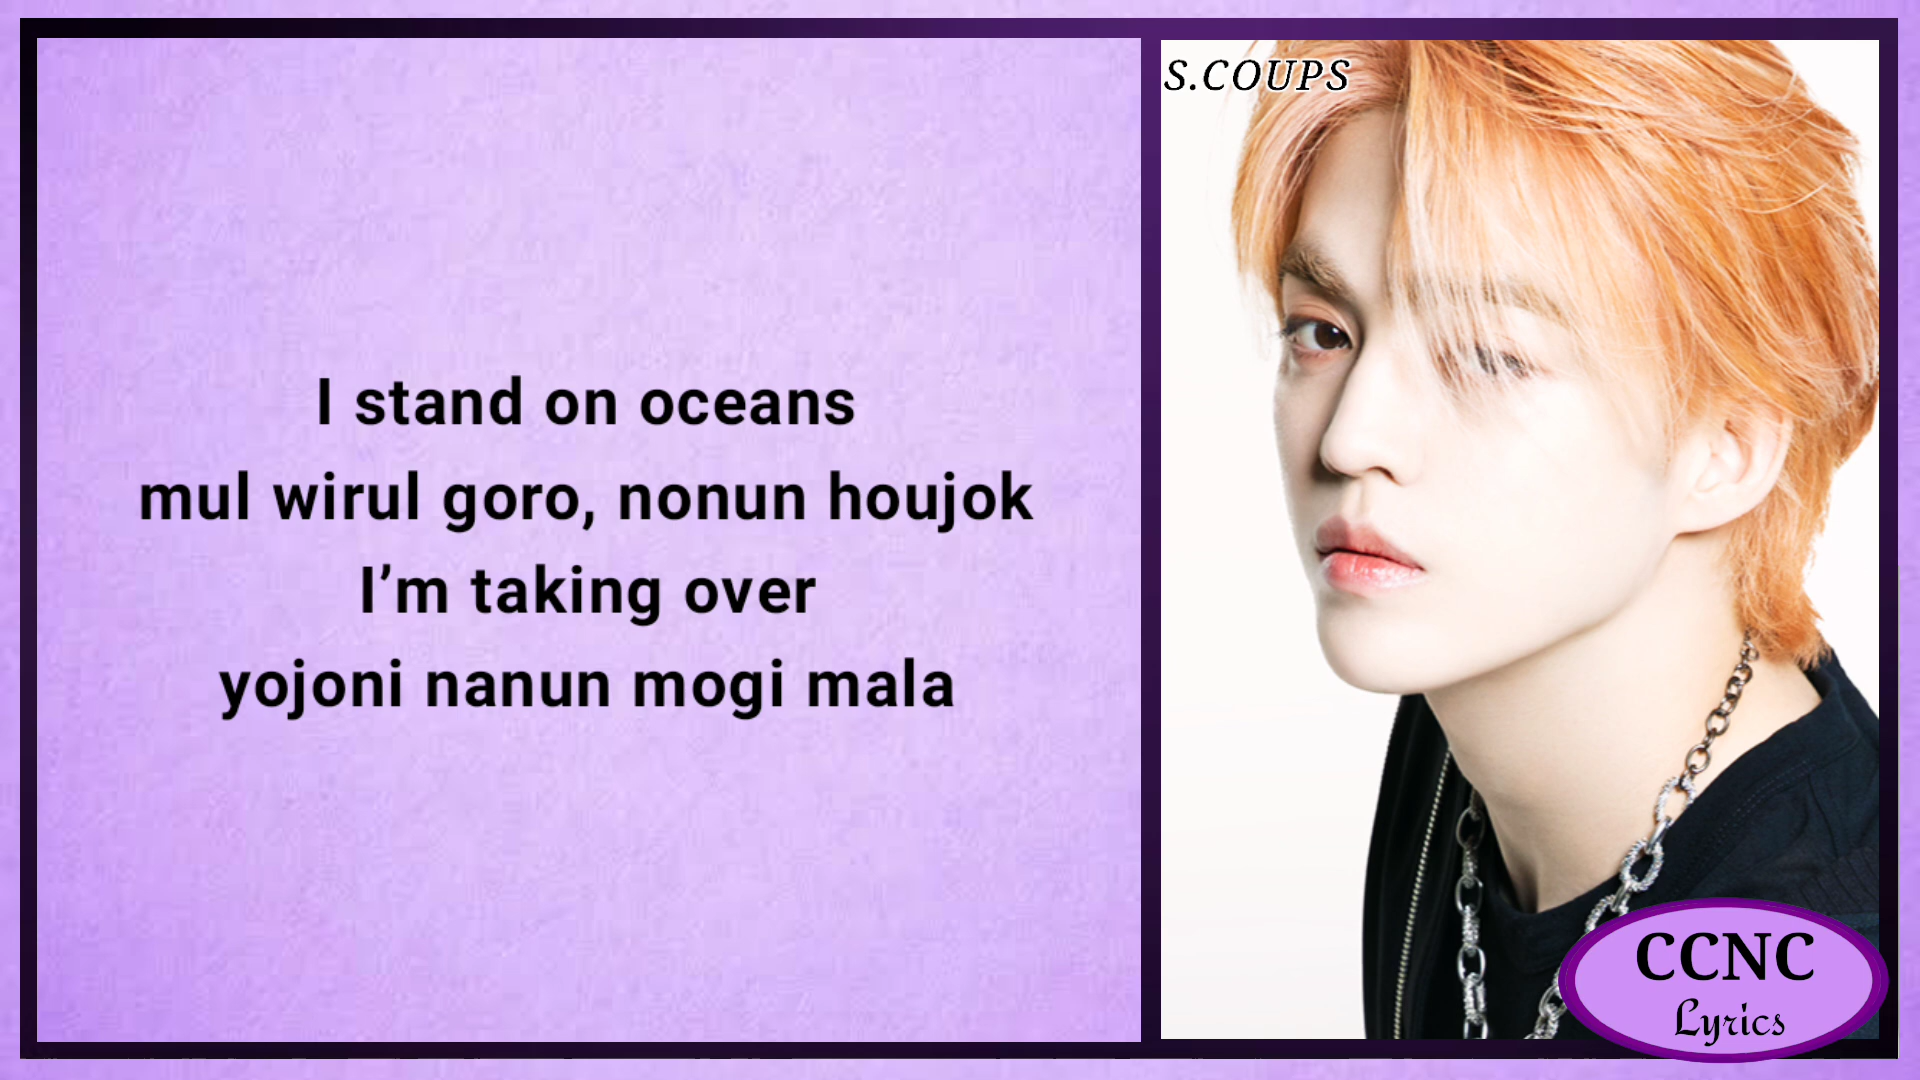 S.COUPS
I stand on oceans
mul wirul goro, nonun houjok
I’m taking over
yojoni nanun mogi mala
CCNC
Lyrics